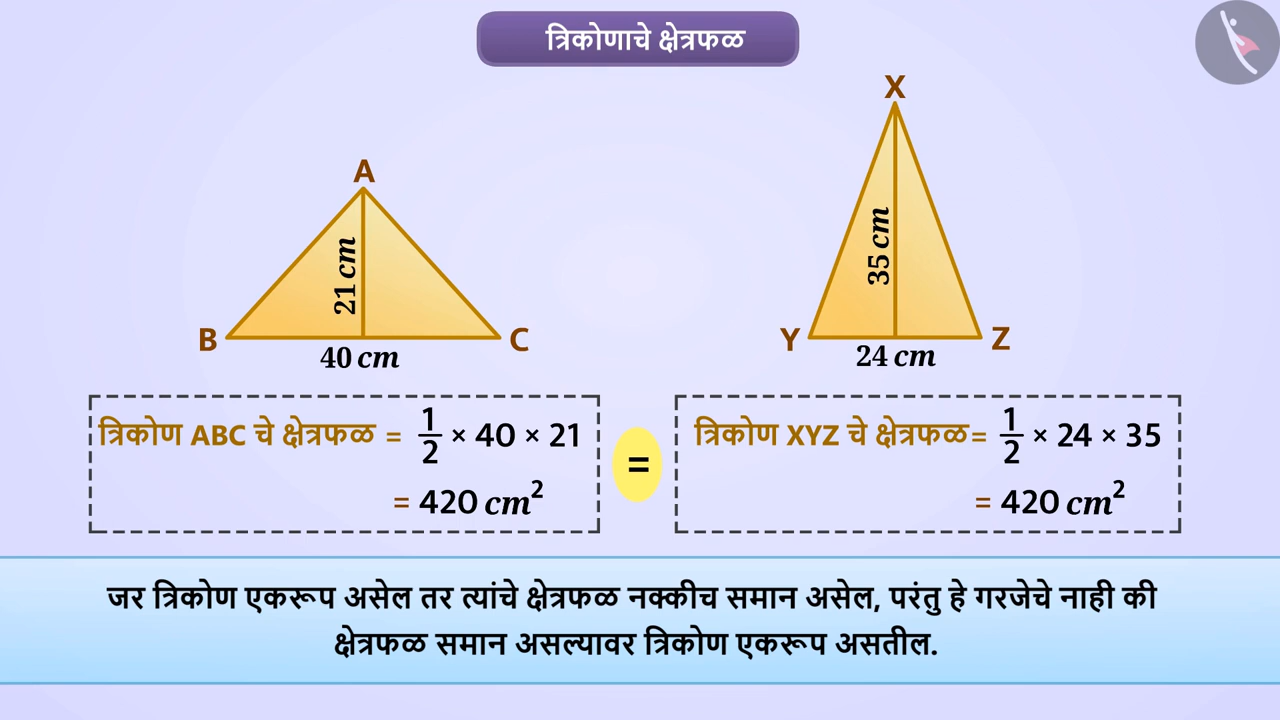 त्रिकोणाचे क्षेत्रफळ
A
21 cm
B
C
40 cm
X
35 cm
Y
Z
24 cm
त्रिकोण ABC चे क्षेत्रफळ = 1/2 × 40 × 21
= 420 cm²
=
त्रिकोण XYZ चे क्षेत्रफळ= 1/2 × 24 × 35
= 420 cm²
जर त्रिकोण एकरूप असेल तर त्यांचे क्षेत्रफळ नक्कीच समान असेल, परंतु हे गरजेचे नाही की
क्षेत्रफळ समान असल्यावर त्रिकोण एकरूप असतील.